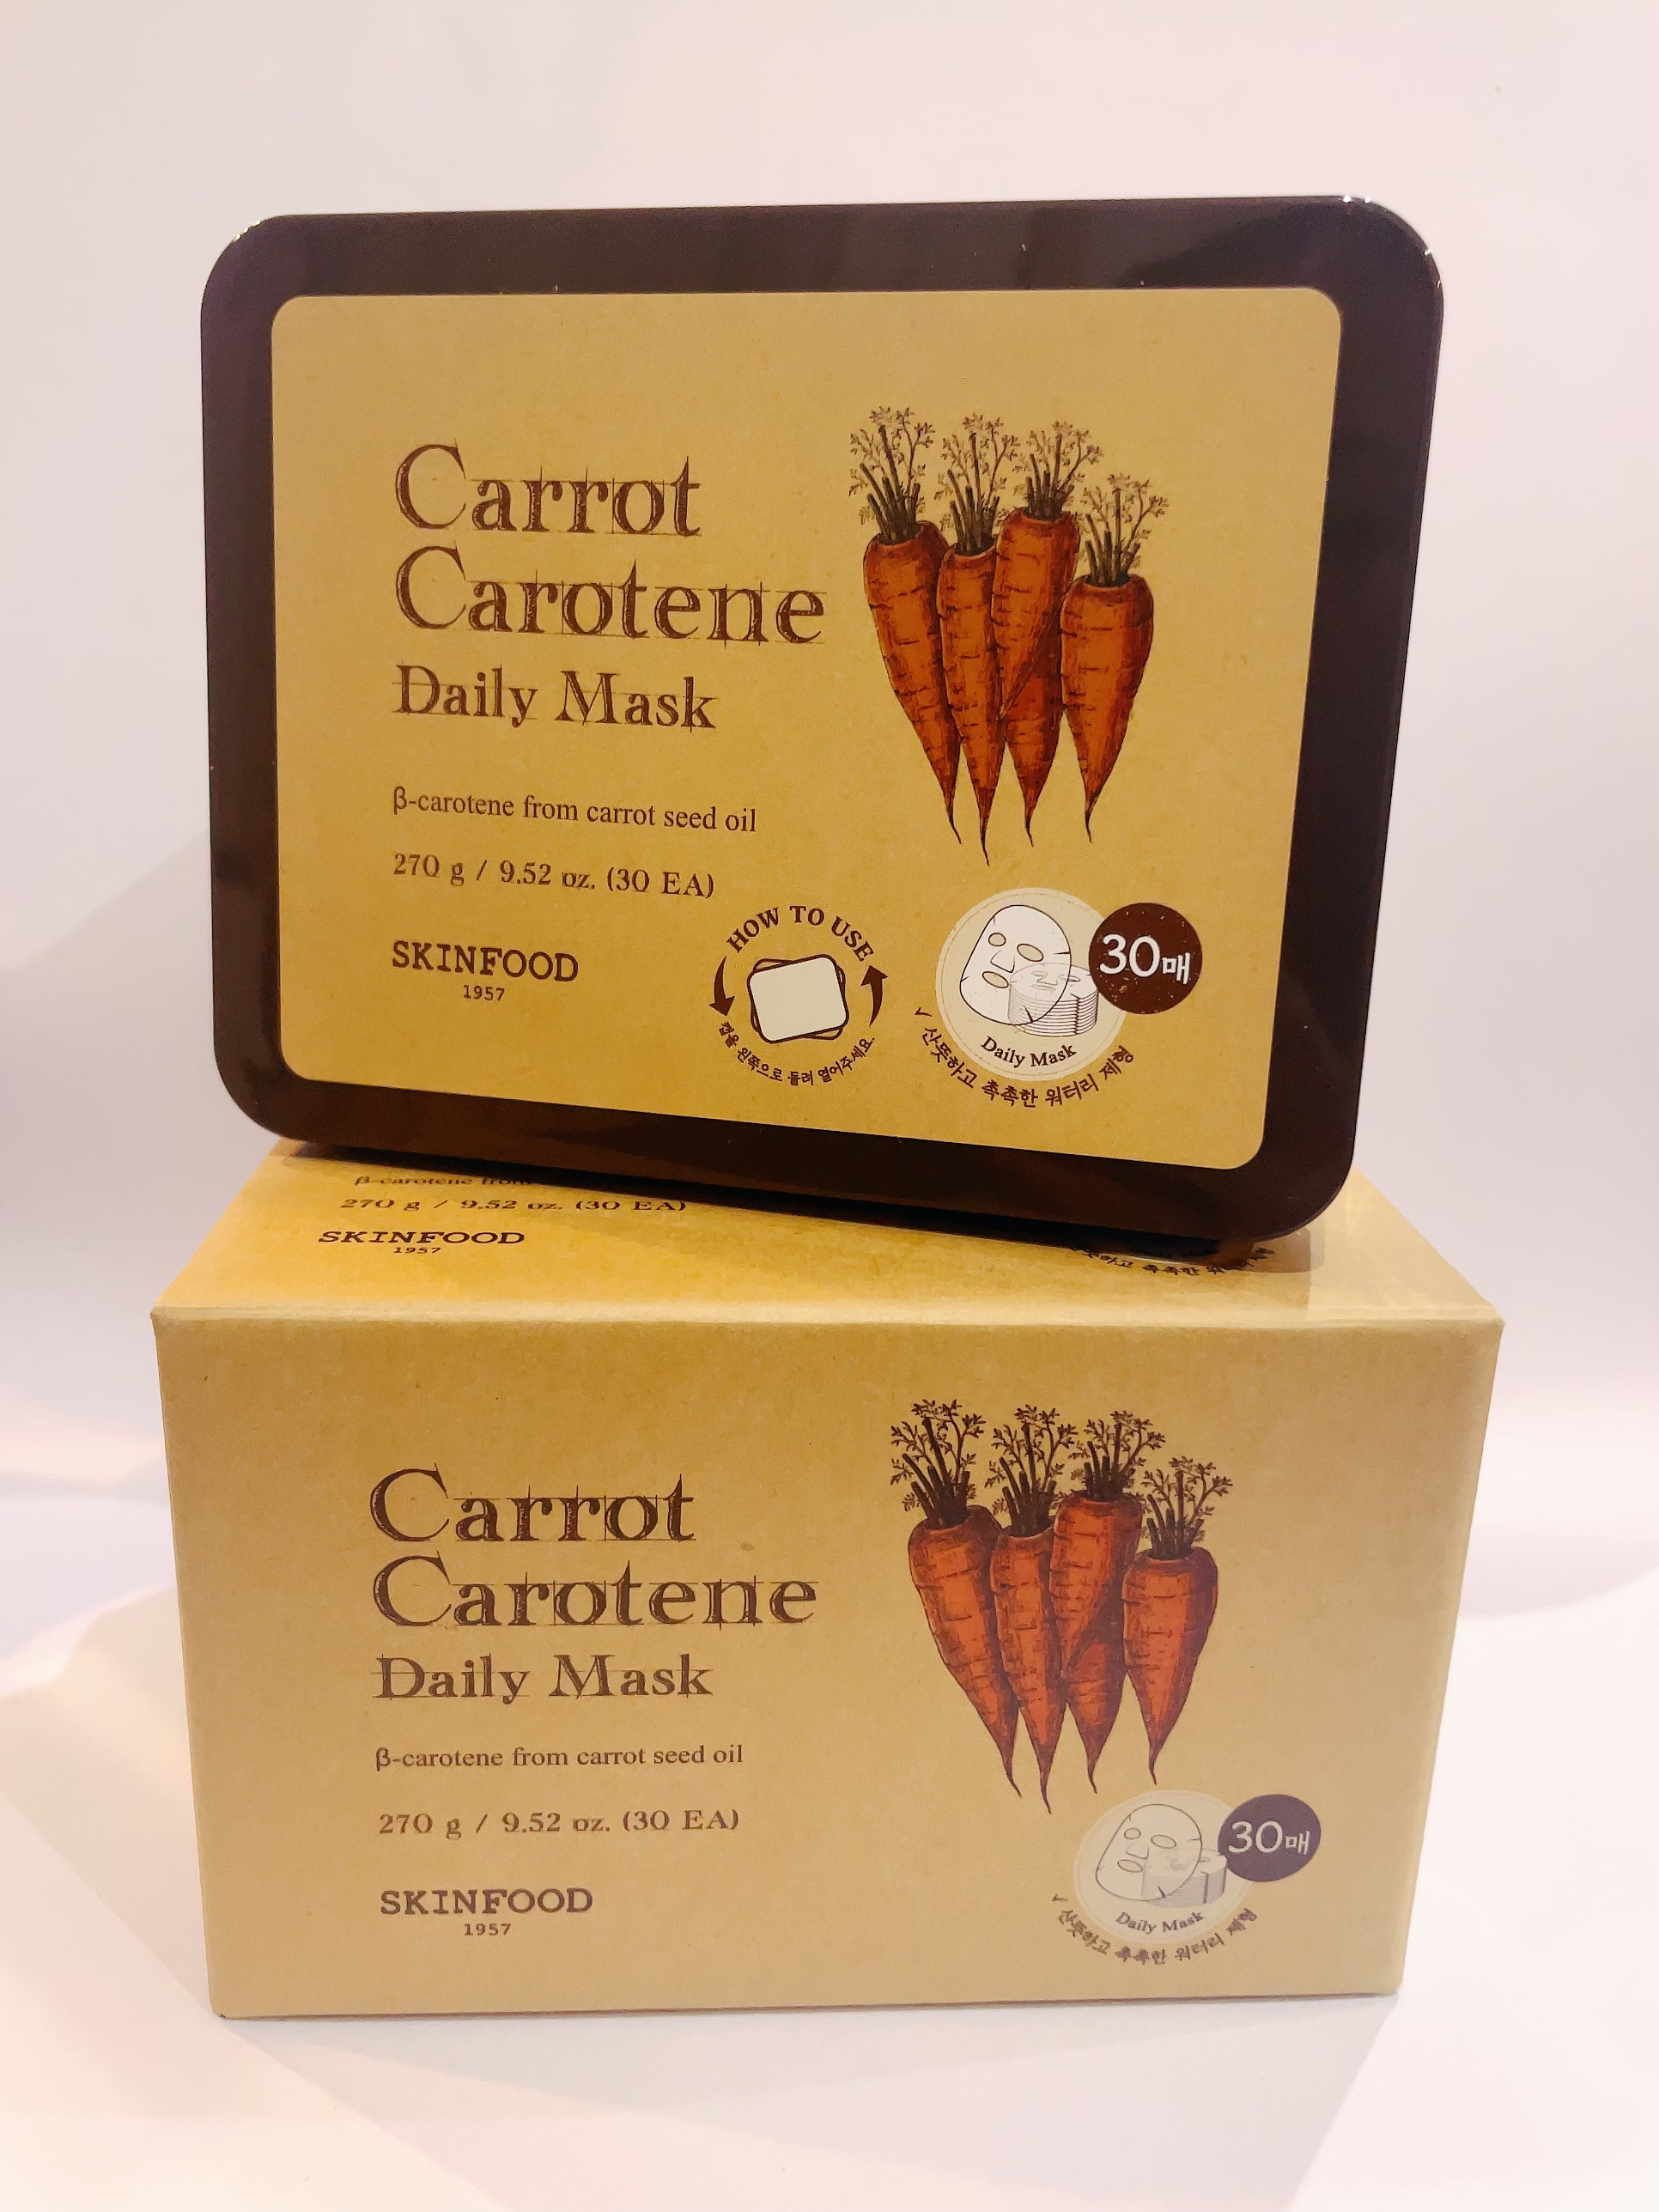 Carrot
Carotene
Daily Mask
β-carotene from carrot seed oil
270 g / 9.52 oz. (30 EA)
SKINFOOD
1957
HOW TO USE
캡을 왼쪽으로 돌려 열어주세요.
30매
Daily Mask
✓ 산뜻하고 촉촉한 워터리 제형
β-carotene from
270 g / 9.52 oz. (30 EA)
SKINFOOD
1957
촉촉한
Carrot
Carotene
Daily Mask
β-carotene from carrot seed oil
270 g / 9.52 oz. (30 EA)
SKINFOOD
1957
30매
Daily Mask
✓ 산뜻하고 촉촉한 워터리 제형